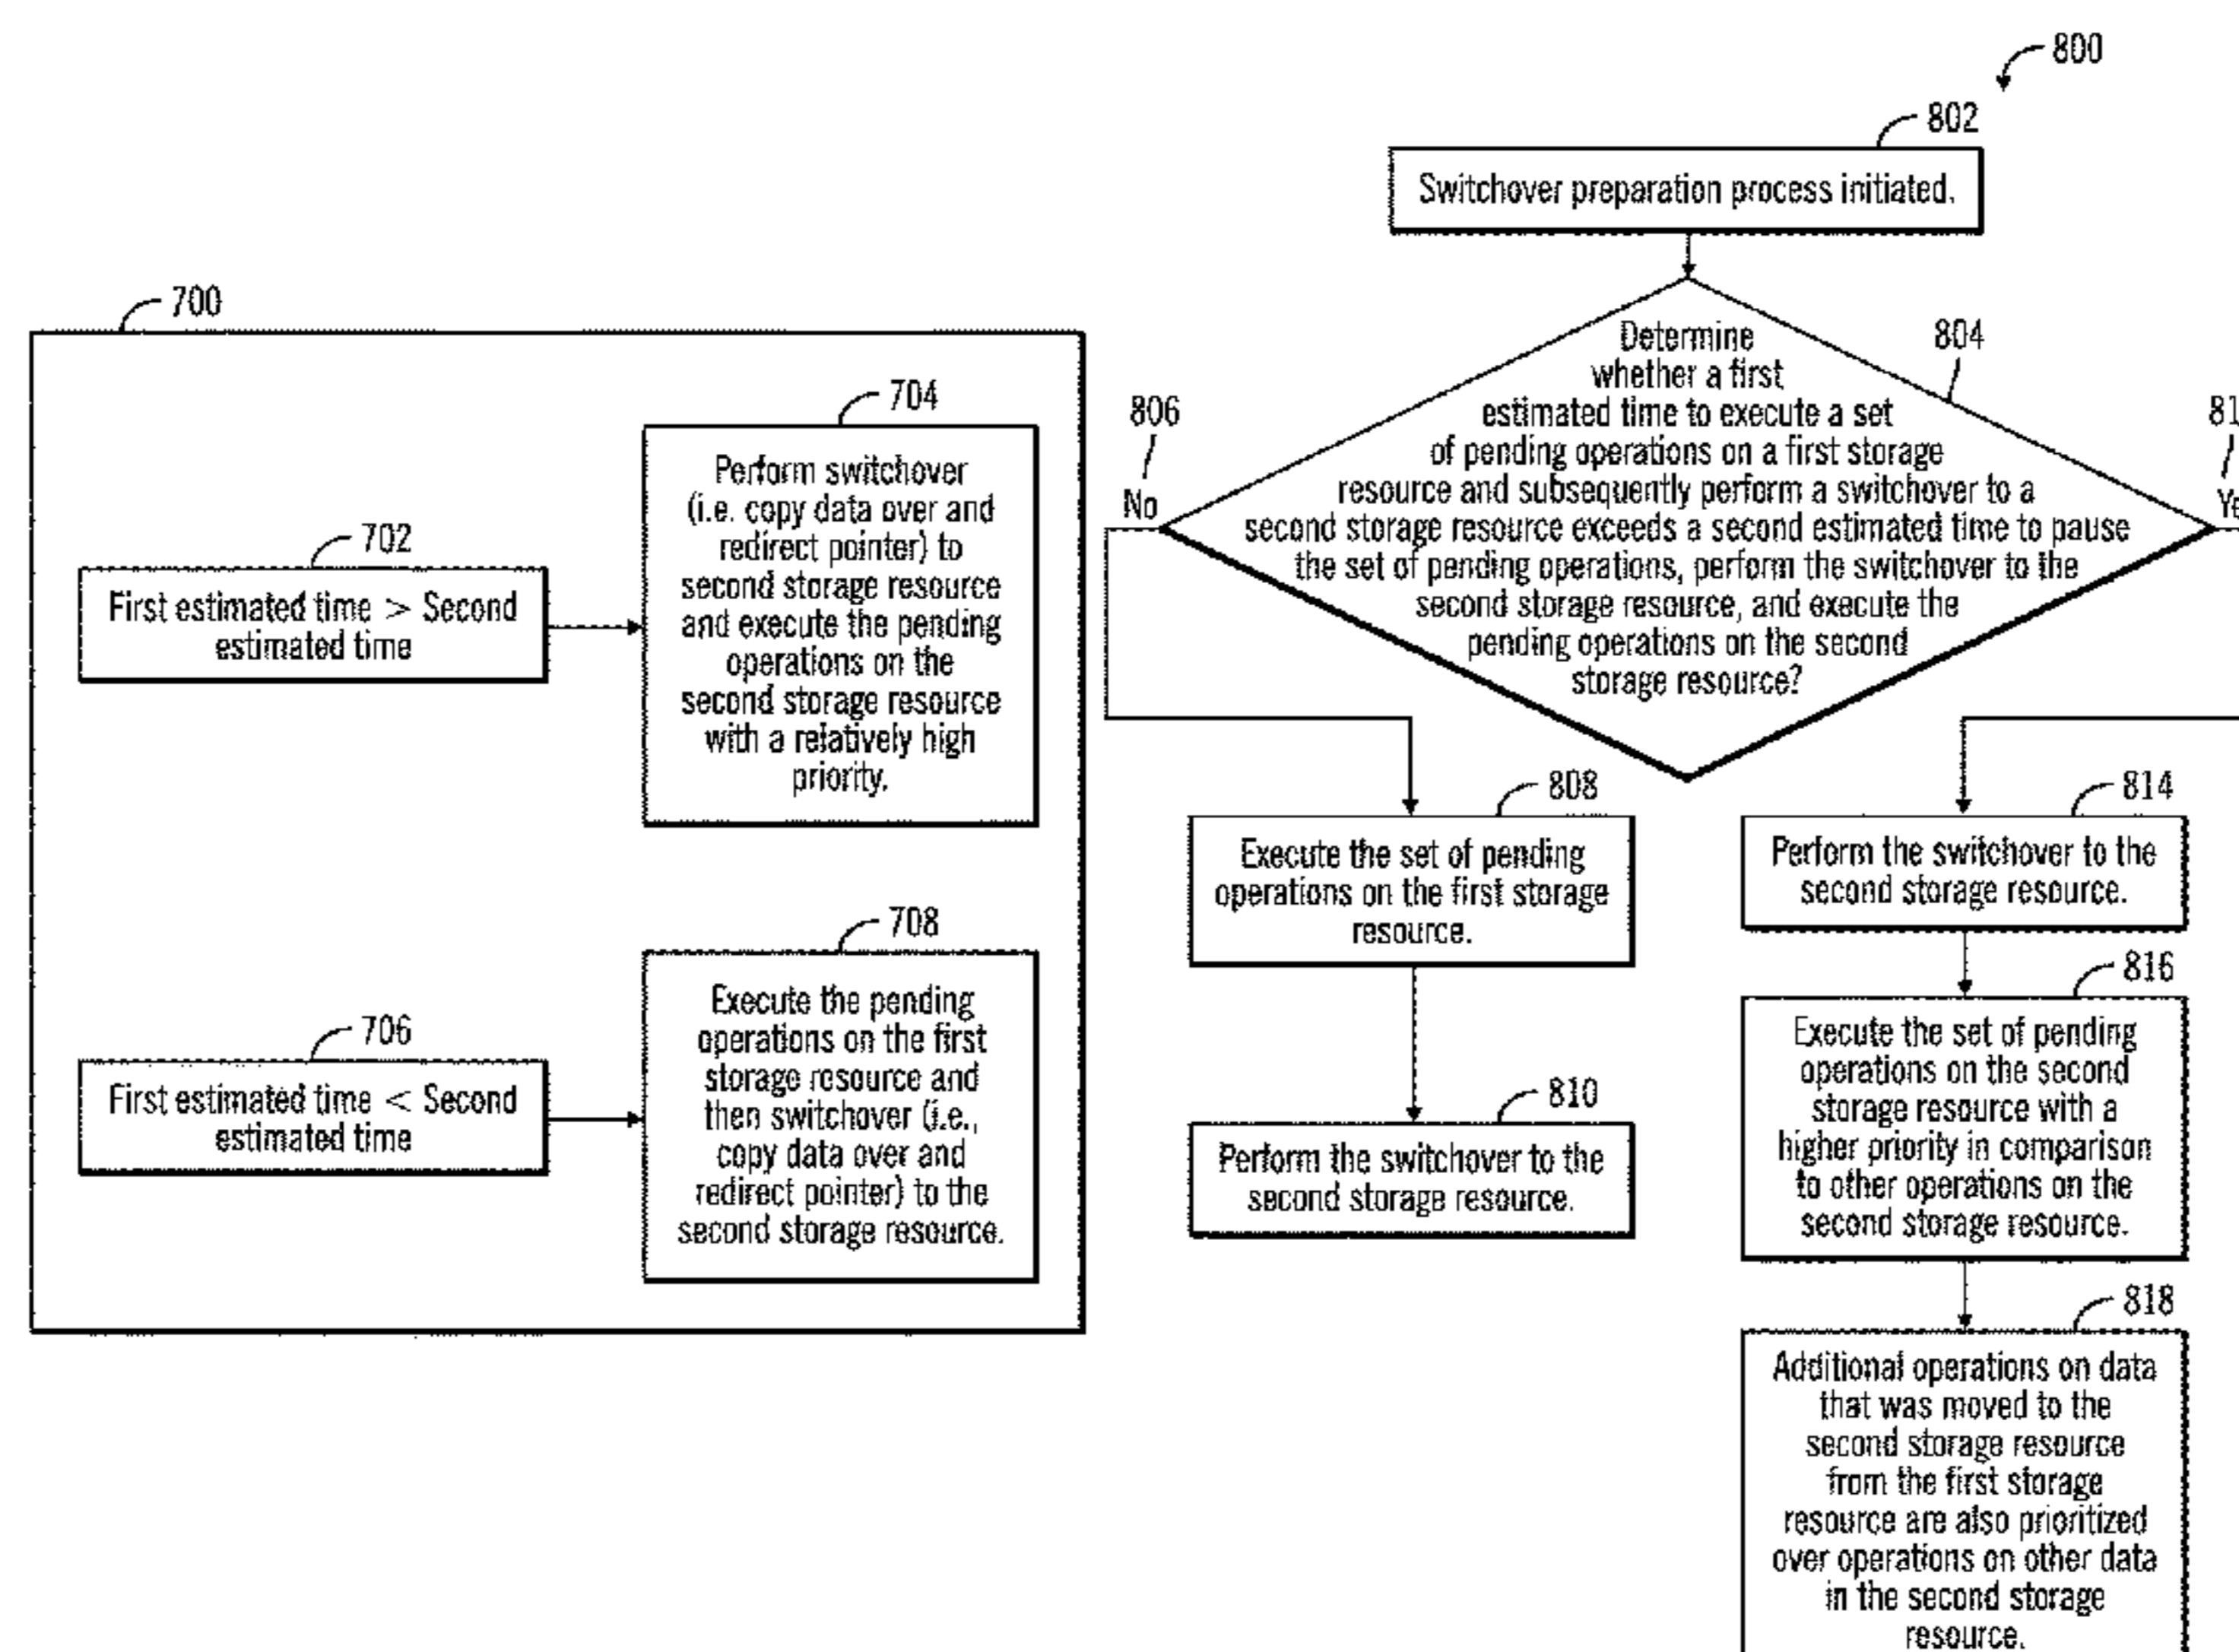 700
702
First estimated time > Second
estimated time
704
Perform switchover
(i.e. copy data over and
redirect pointer) to
second storage resource
and execute the pending
operations on the
second storage resource
with a relatively high
priority.
706
First estimated time < Second
estimated time
708
Execute the pending
operations on the first
storage resource and
then switchover (i.e.,
copy data over and
redirect pointer) to the
second storage resource.
800
802
Switchover preparation process initiated.
804
Determine
whether a first
estimated time to execute a set
of pending operations on a first storage
resource and subsequently perform a switchover to a
second storage resource exceeds a second estimated time to pause
the set of pending operations, perform the switchover to the
second storage resource, and execute the
pending operations on the second
storage resource?
806
No
808
Execute the set of pending
operations on the first storage
resource.
810
Perform the switchover to the
second storage resource.
814
Perform the switchover to the
second storage resource.
816
Execute the set of pending
operations on the second
storage resource with a
higher priority in comparison
to other operations on the
second storage resource.
818
Additional operations on data
that was moved to the
second storage resource
from the first storage
resource are also prioritized
over operations on other data
in the second storage
resource.